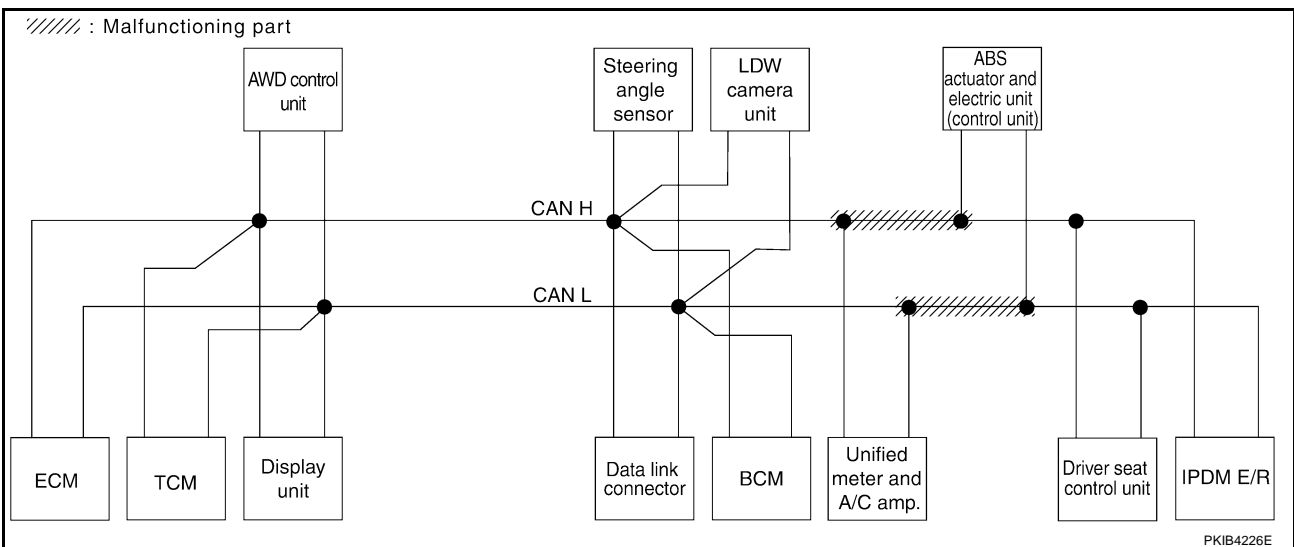 : Malfunctioning part
AWD control
unit
Steering
angle
sensor
LDW
camera
unit
ABS
actuator and
electric unit
(control unit)
CAN H
CAN L
ECM
TCM
Display
unit
Data link
connector
BCM
Unified
meter and
A/C amp.
Driver seat
control unit
IPDM E/R
PKIB4226E